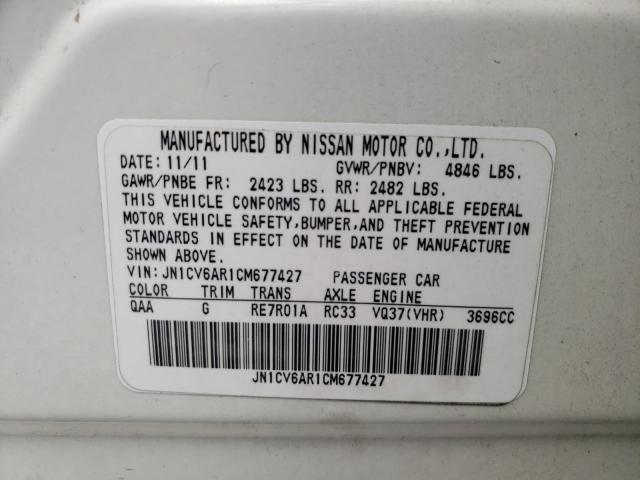 MANUFACTURED BY NISSAN MOTOR CO.,LTD.
DATE: 11/11 GVWR/PNBV: 4846 LBS.
GAWR/PNBE FR: 2423 LBS. RR: 2482 LBS.
THIS VEHICLE CONFORMS TO ALL APPLICABLE FEDERAL
MOTOR VEHICLE SAFETY,BUMPER,AND THEFT PREVENTION
STANDARDS IN EFFECT ON THE DATE OF MANUFACTURE
SHOWN ABOVE.
VIN: JN1CV6AR1CM677427 PASSENGER CAR
COLOR TRIM TRANS AXLE ENGINE
QAA G RE7R01A RC33 VQ37(VHR) 3696CC
JN1CV6AR1CM677427